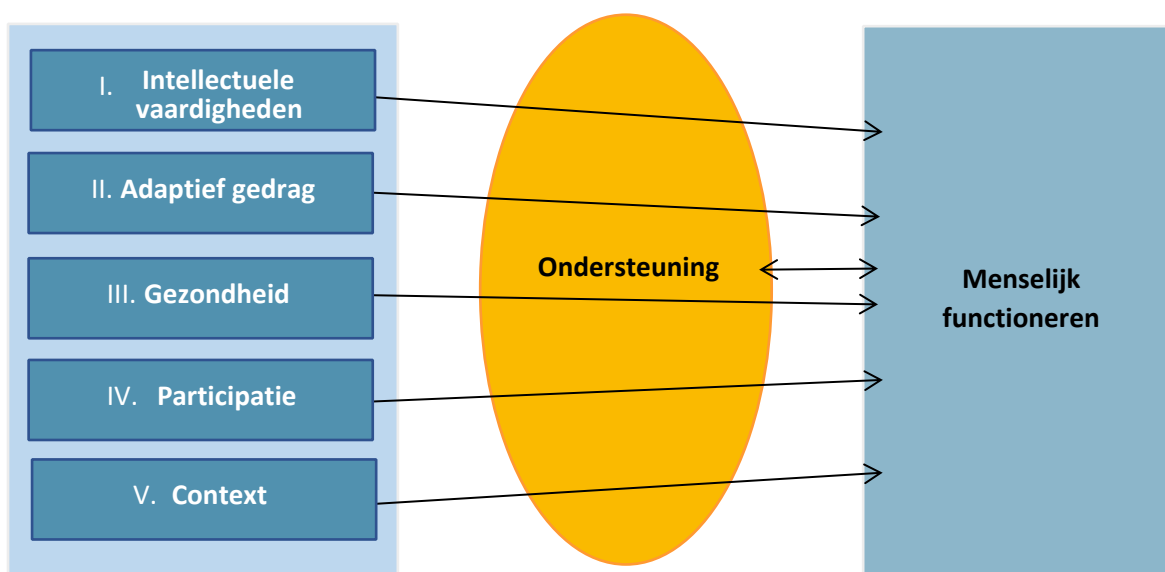 I. Intellectuele
vaardigheden
II. Adaptief gedrag
III. Gezondheid
IV. Participatie
V. Context
Ondersteuning
Menselijk
functioneren